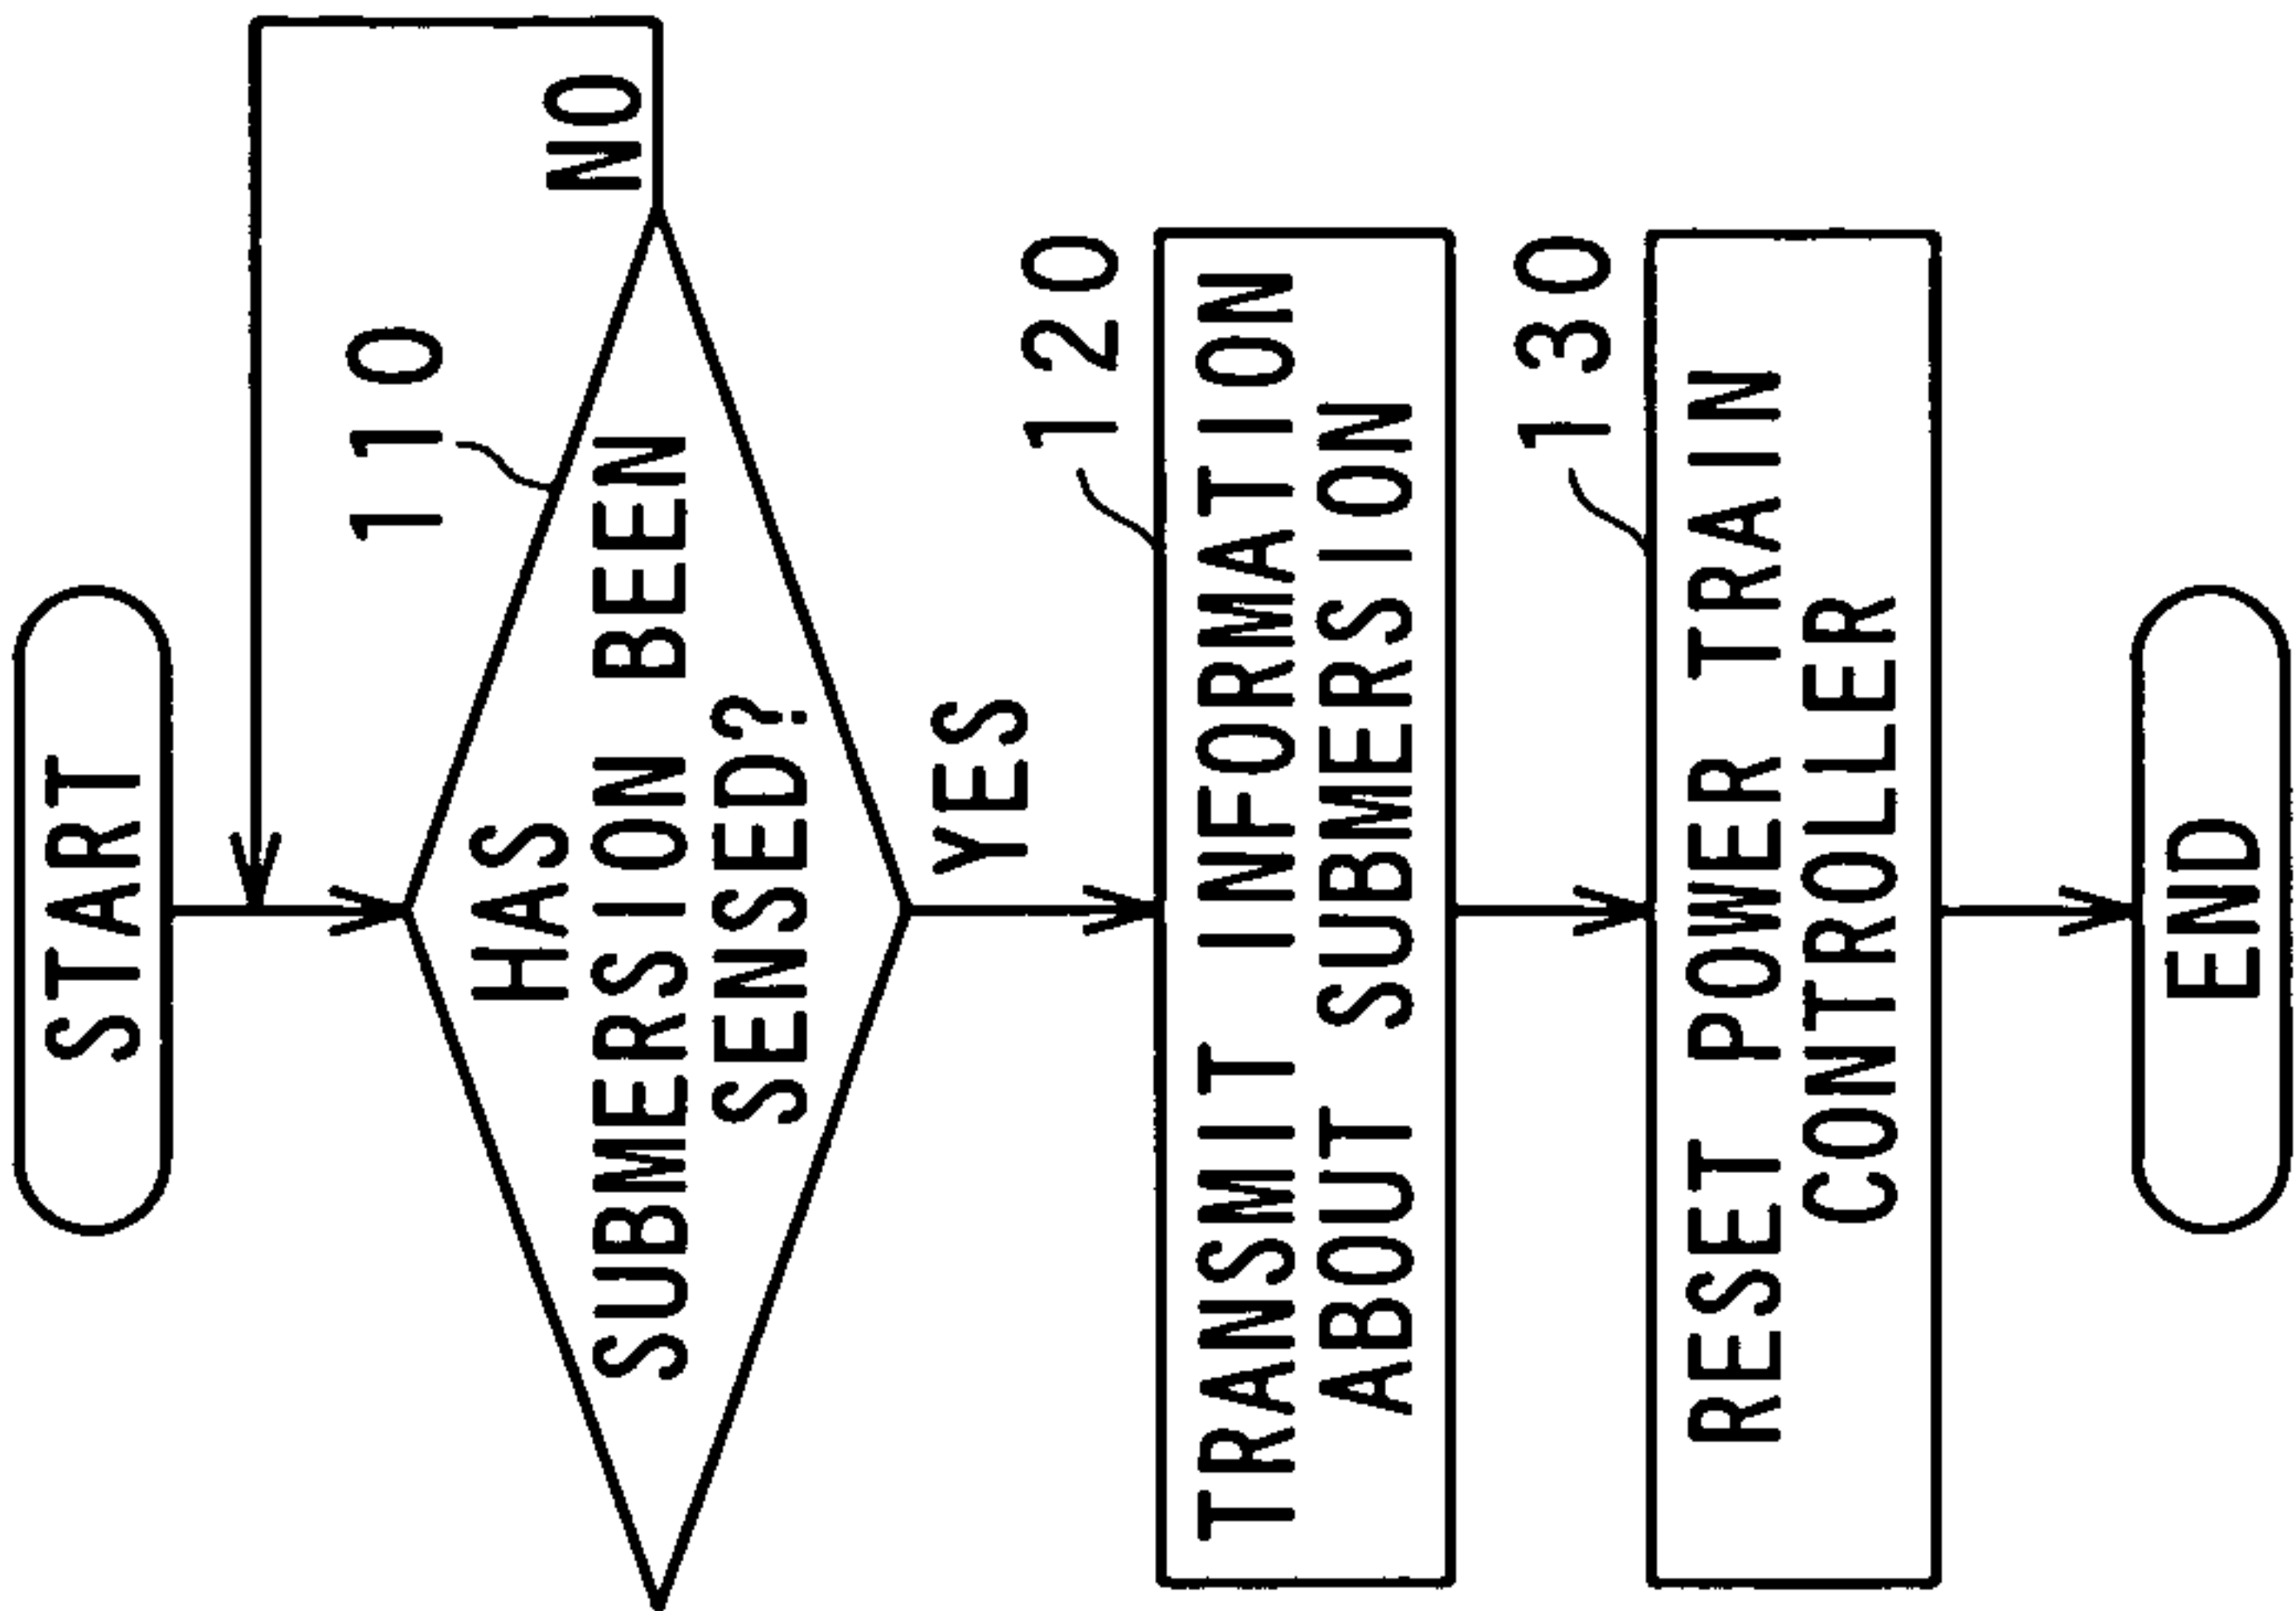 START
110
HAS
SUBMERSION BEEN
SENSED?
NO
YES
120
TRANSMIT INFORMATION
ABOUT SUBMERSION
130
RESET POWER TRAIN
CONTROLLER
END